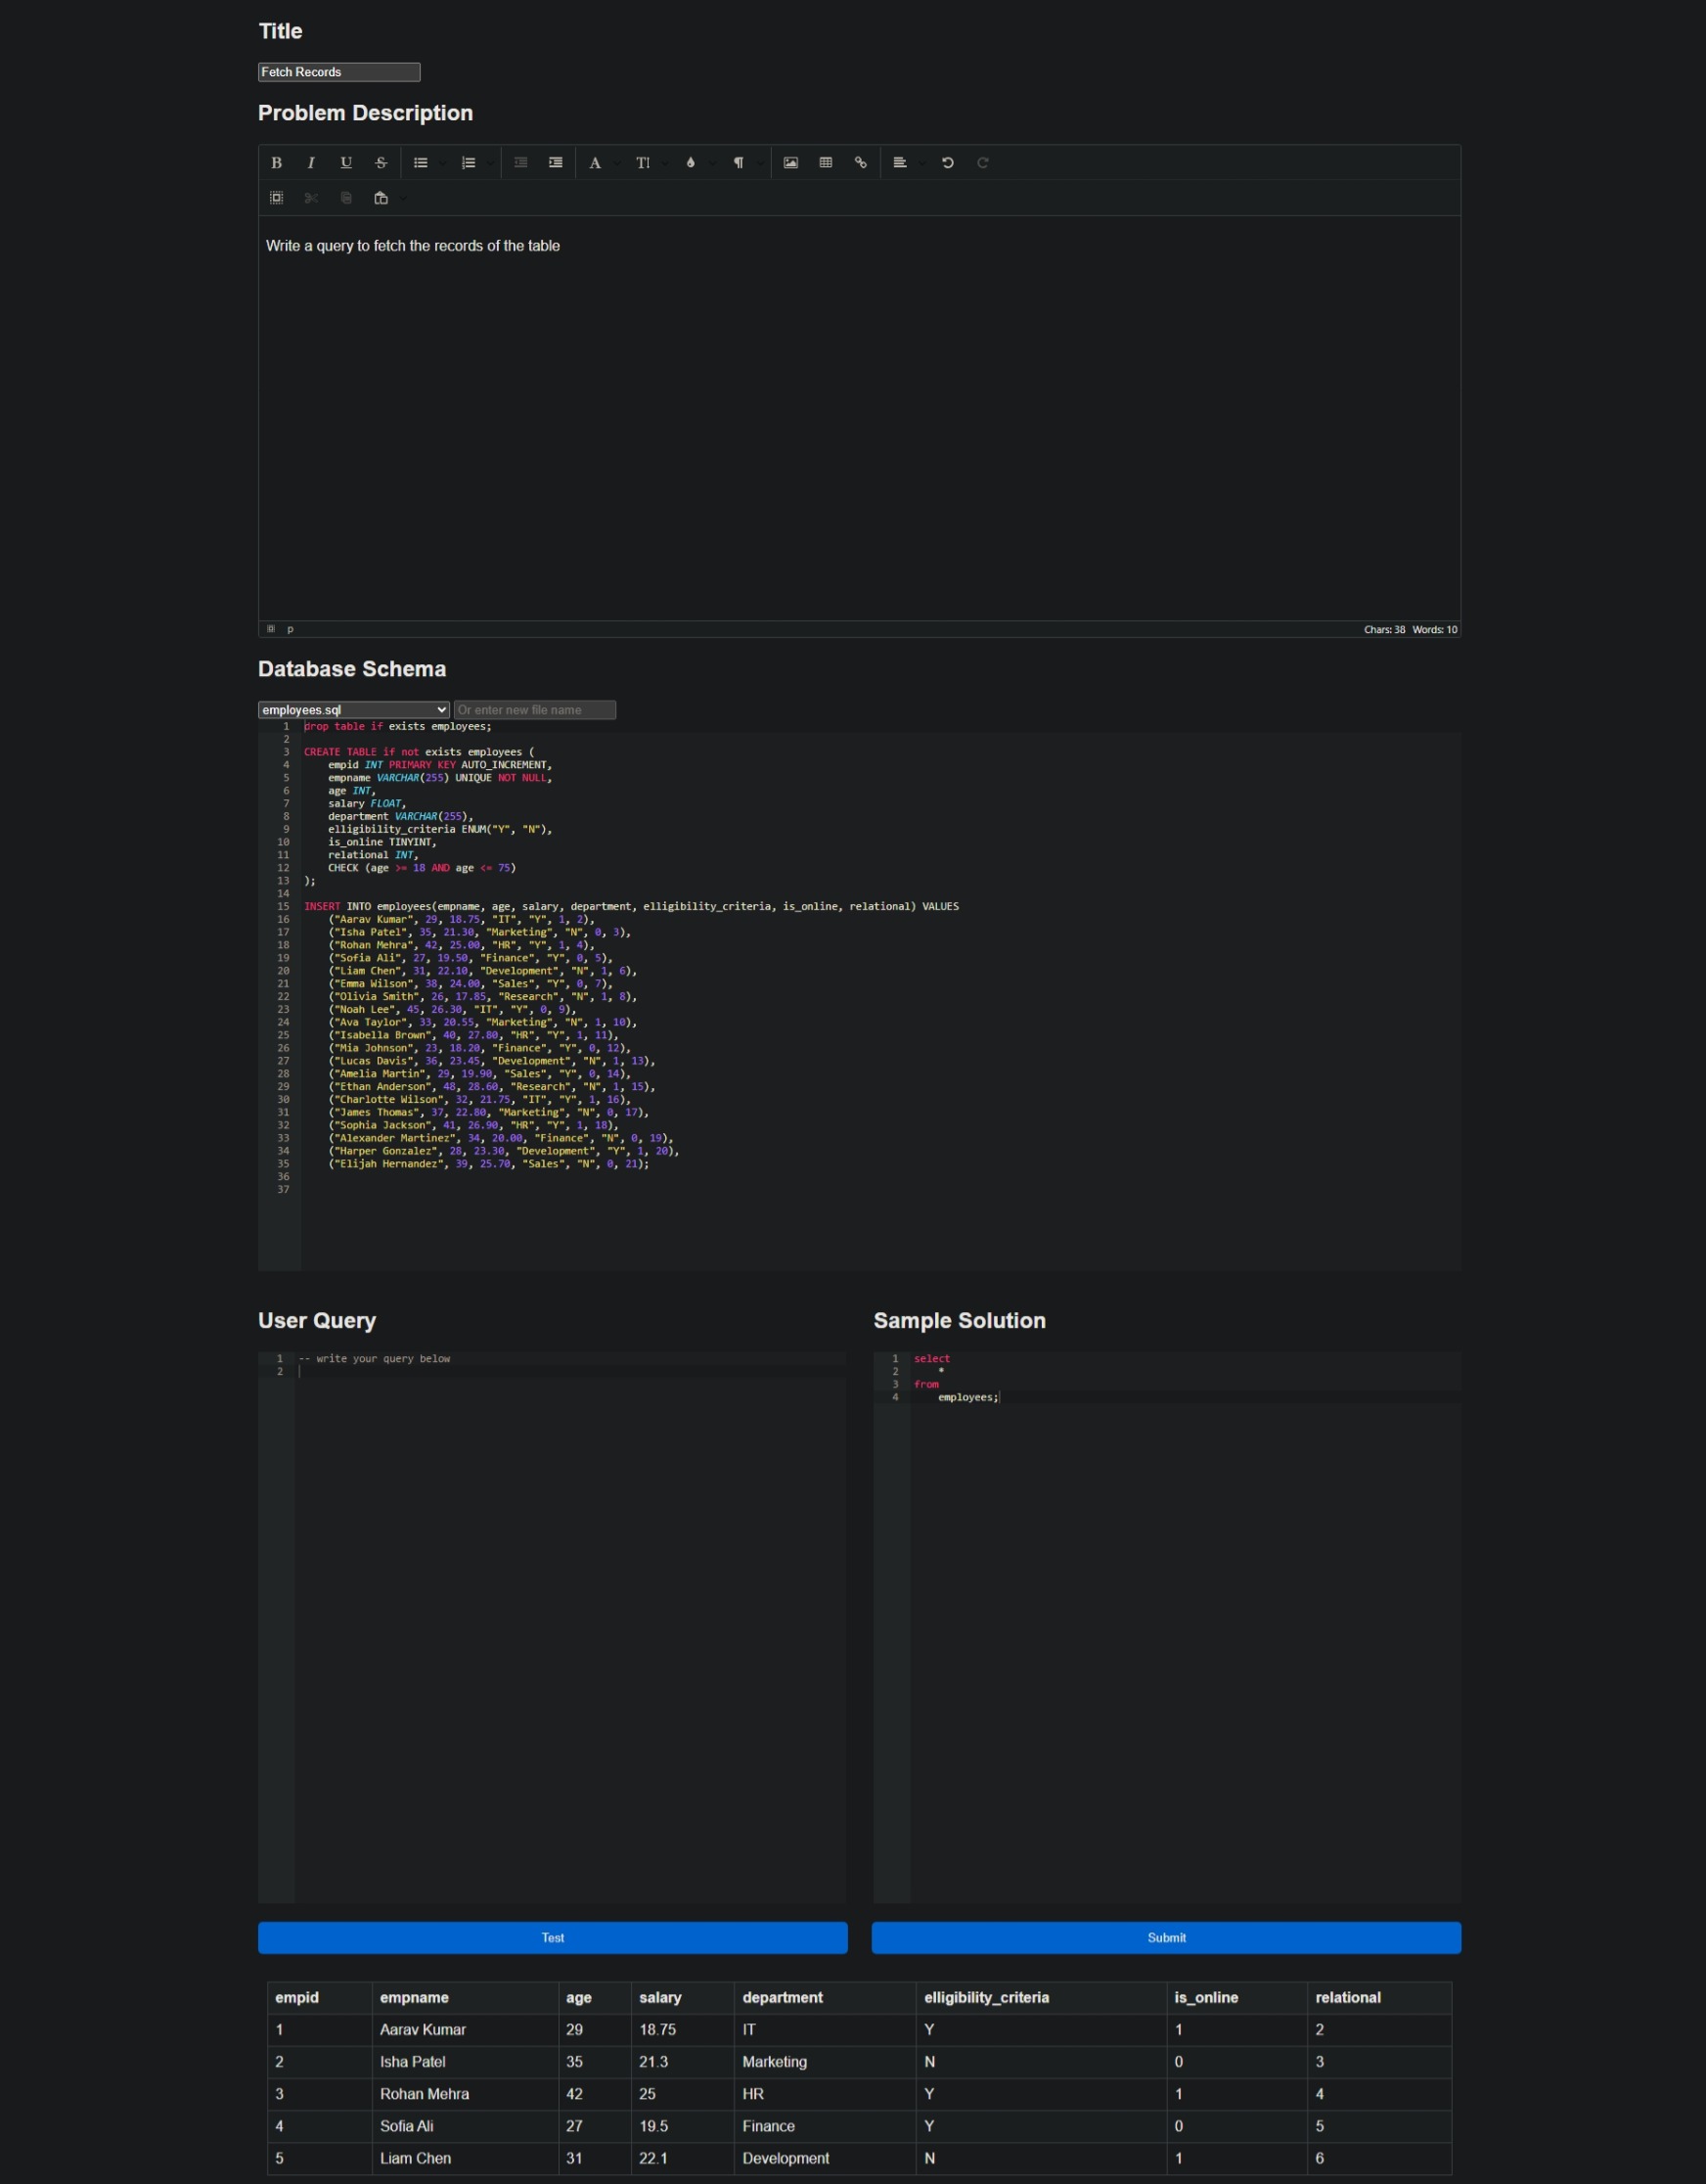 Title
Fetch Records
Problem Description
B I U S A T! ¶
Write a query to fetch the records of the table
p Chars: 38 Words: 10
Database Schema
employees.sql Or enter new file name
1 drop table if exists employees;
2
3 CREATE TABLE if not exists employees (
4 empid INT PRIMARY KEY AUTO_INCREMENT,
5 empname VARCHAR(255) UNIQUE NOT NULL,
6 age INT,
7 salary FLOAT,
8 department VARCHAR(255),
9 elligibility_criteria ENUM("Y", "N"),
10 is_online TINYINT,
11 relational INT,
12 CHECK (age >= 18 AND age <= 75)
13 );
14
15 INSERT INTO employees(empname, age, salary, department, elligibility_criteria, is_online, relational) VALUES
16 ("Aarav Kumar", 29, 18.75, "IT", "Y", 1, 2),
17 ("Isha Patel", 35, 21.30, "Marketing", "N", 0, 3),
18 ("Rohan Mehra", 42, 25.00, "HR", "Y", 1, 4),
19 ("Sofia Ali", 27, 19.50, "Finance", "Y", 0, 5),
20 ("Liam Chen", 31, 22.10, "Development", "N", 1, 6),
21 ("Emma Wilson", 38, 24.00, "Sales", "Y", 0, 7),
22 ("Olivia Smith", 26, 17.85, "Research", "N", 1, 8),
23 ("Noah Lee", 45, 26.30, "IT", "Y", 0, 9),
24 ("Ava Taylor", 33, 20.55, "Marketing", "N", 1, 10),
25 ("Isabella Brown", 40, 27.80, "HR", "Y", 1, 11),
26 ("Mia Johnson", 23, 18.20, "Finance", "Y", 0, 12),
27 ("Lucas Davis", 36, 23.45, "Development", "N", 1, 13),
28 ("Amelia Martin", 29, 19.90, "Sales", "Y", 0, 14),
29 ("Ethan Anderson", 48, 28.60, "Research", "N", 1, 15),
30 ("Charlotte Wilson", 32, 21.75, "IT", "Y", 1, 16),
31 ("James Thomas", 37, 22.80, "Marketing", "N", 0, 17),
32 ("Sophia Jackson", 41, 26.90, "HR", "Y", 1, 18),
33 ("Alexander Martinez", 34, 20.00, "Finance", "N", 0, 19),
34 ("Harper Gonzalez", 28, 23.30, "Development", "Y", 1, 20),
35 ("Elijah Hernandez", 39, 25.70, "Sales", "N", 0, 21);
36
37
User Query
1 -- write your query below
2
Sample Solution
1 select
2 *
3 from
4 employees;
Test
Submit
empid empname age salary department elligibility_criteria is_online relational
1 Aarav Kumar 29 18.75 IT Y 1 2
2 Isha Patel 35 21.3 Marketing N 0 3
3 Rohan Mehra 42 25 HR Y 1 4
4 Sofia Ali 27 19.5 Finance Y 0 5
5 Liam Chen 31 22.1 Development N 1 6